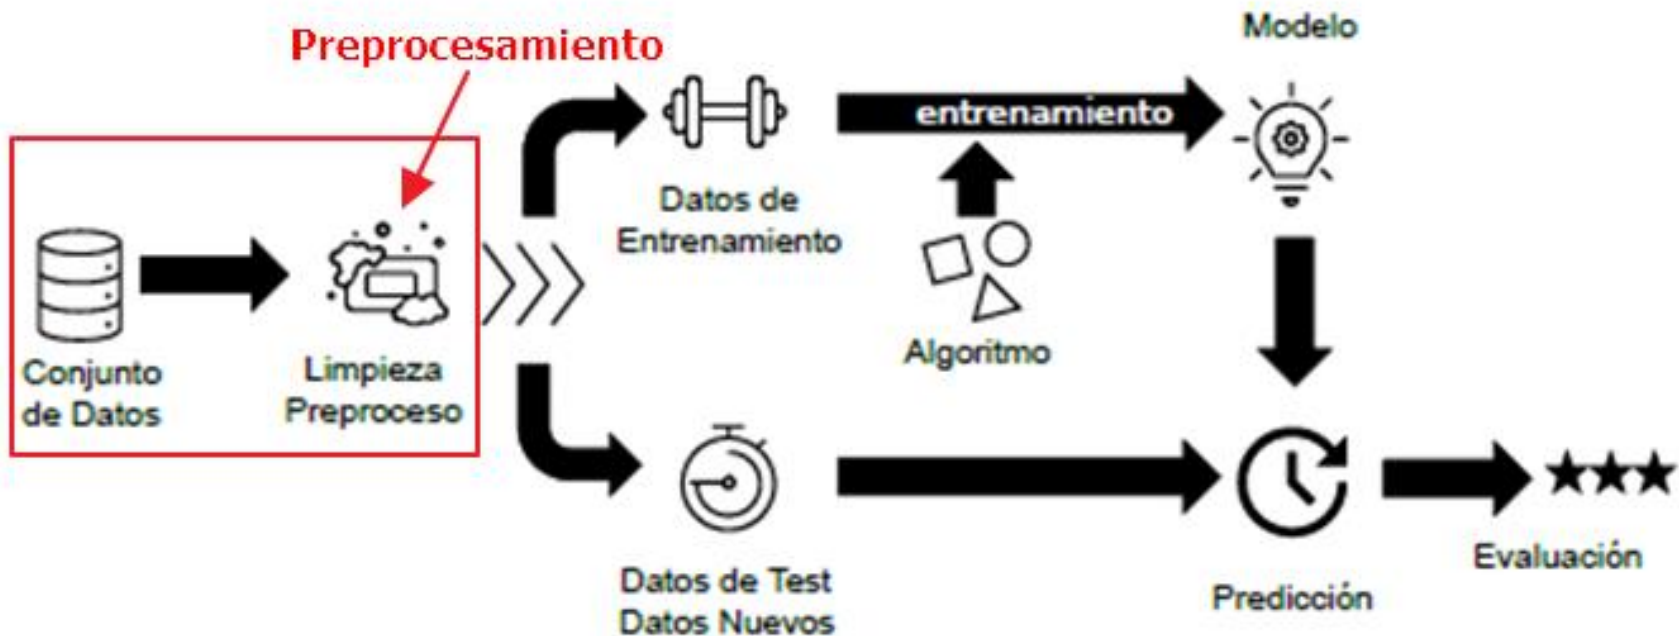 Preprocesamiento
Modelo
entrenamiento
Datos de
Entrenamiento
Algoritmo
Conjunto
de Datos
Limpieza
Preproceso
Datos de Test
Datos Nuevos
Predicción
Evaluación